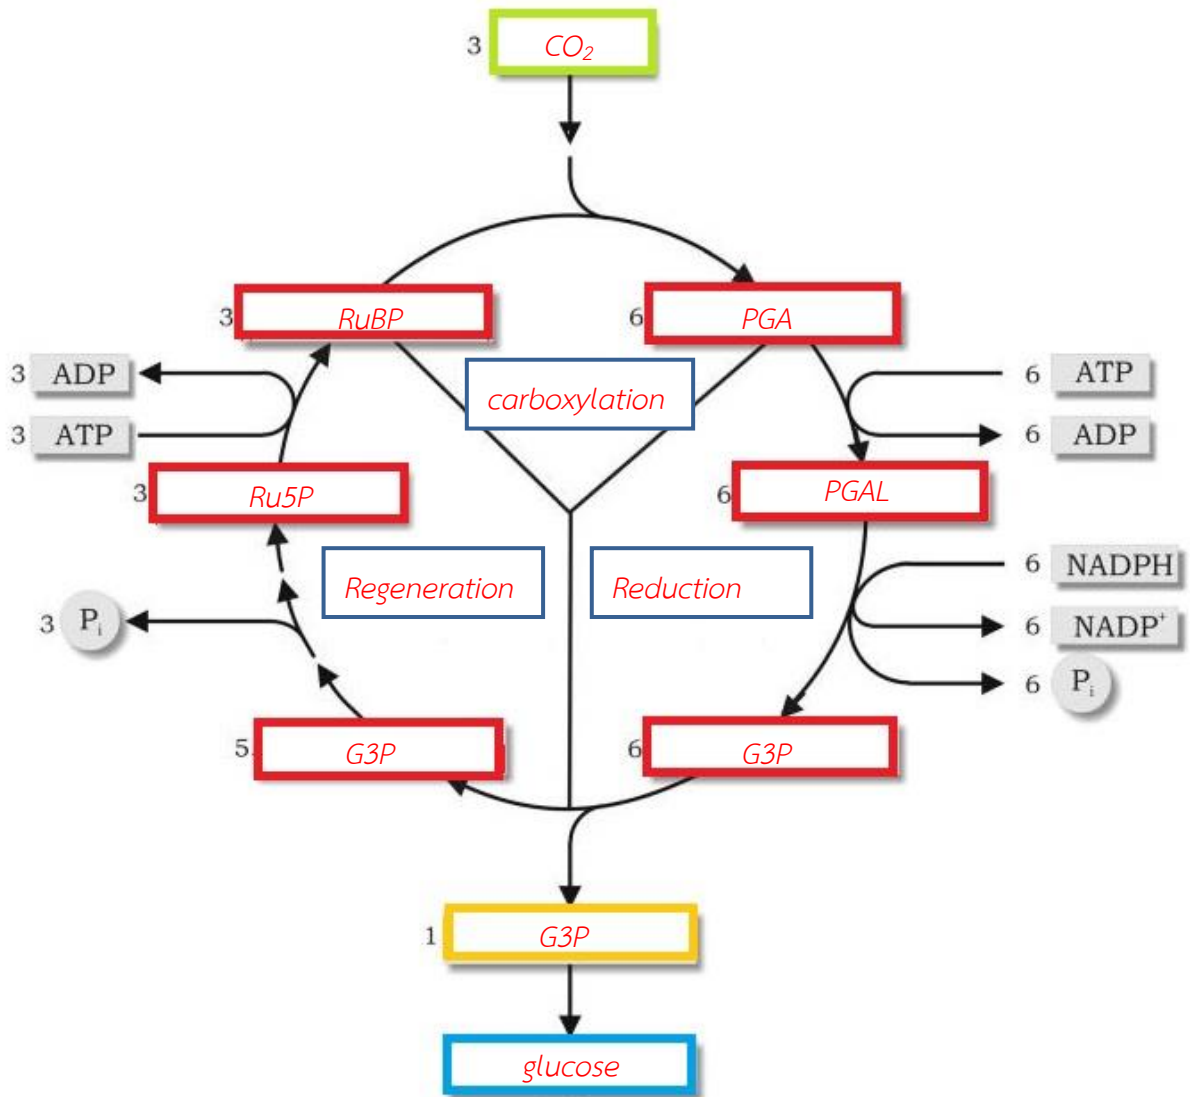 3 CO₂
3 RuBP
6 PGA
carboxylation
3 ADP
3 ATP
6 ATP
6 ADP
3 Ru5P
6 PGAL
Regeneration
Reduction
6 NADPH
6 NADP⁺
6 Pᵢ
3 Pᵢ
5 G3P
6 G3P
1 G3P
glucose